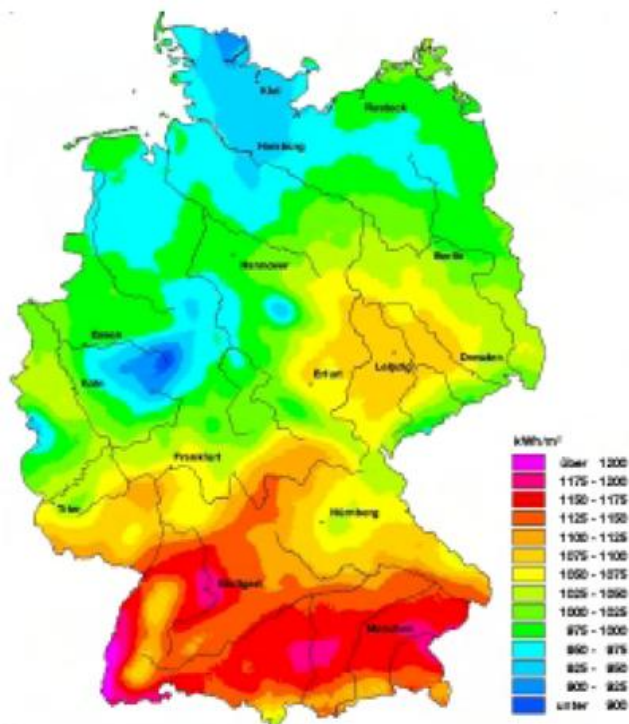 Kiel
Rostock
Hamburg
Hannover
Berlin
Essen
Köln
Erfurt
Leipzig
Dresden
Frankfurt
Trier
Nürnberg
Stuttgart
München
kWh/m²
über 1200
1175 - 1200
1150 - 1175
1125 - 1150
1100 - 1125
1075 - 1100
1050 - 1075
1025 - 1050
1000 - 1025
975 - 1000
950 - 975
925 - 950
900 - 925
unter 900